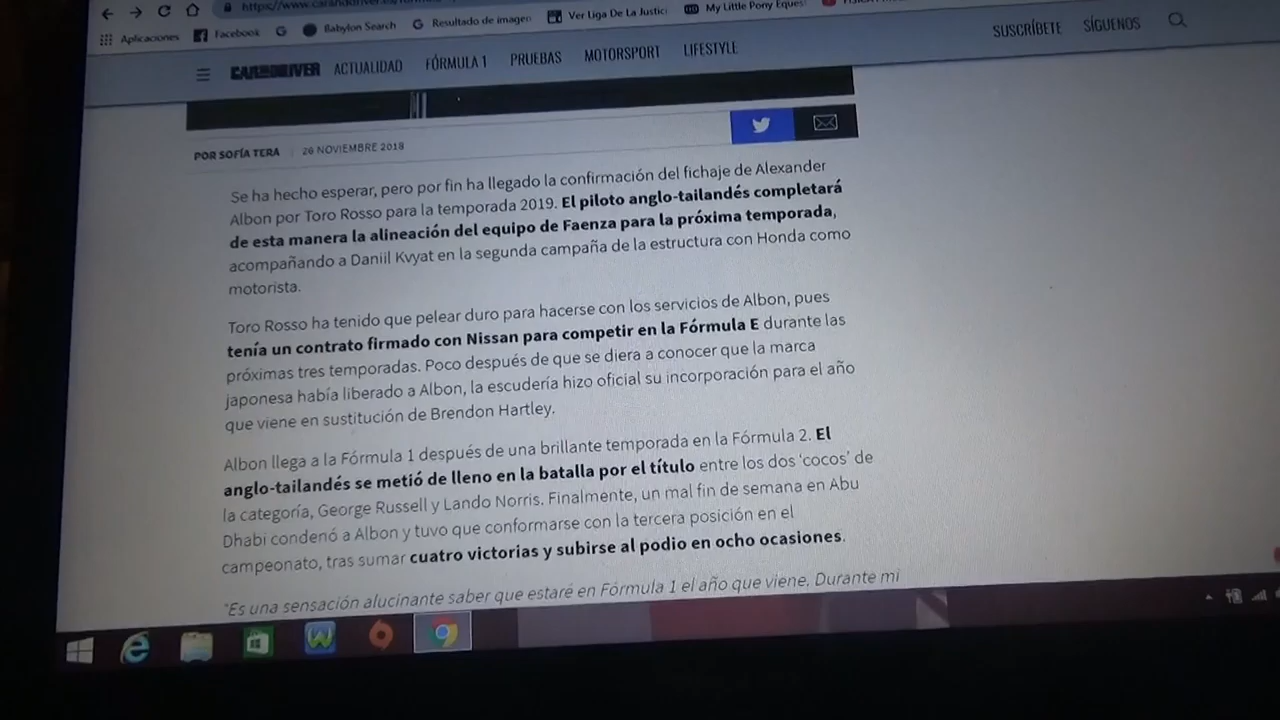 https://www.carandriver.es/formula
Aplicaciones Facebook Babylon Search Resultado de imagen Ver Liga De La Justici My Little Pony Equest
CAR AND DRIVER ACTUALIDAD FÓRMULA 1 PRUEBAS MOTORSPORT LIFESTYLE SUSCRÍBETE SÍGUENOS
POR SOFÍA TERA | 26 NOVIEMBRE 2018
Se ha hecho esperar, pero por fin ha llegado la confirmación del fichaje de Alexander
Albon por Toro Rosso para la temporada 2019. El piloto anglo-tailandés completará
de esta manera la alineación del equipo de Faenza para la próxima temporada,
acompañando a Daniil Kvyat en la segunda campaña de la estructura con Honda como
motorista.
Toro Rosso ha tenido que pelear duro para hacerse con los servicios de Albon, pues
tenía un contrato firmado con Nissan para competir en la Fórmula E durante las
próximas tres temporadas. Poco después de que se diera a conocer que la marca
japonesa había liberado a Albon, la escudería hizo oficial su incorporación para el año
que viene en sustitución de Brendon Hartley.
Albon llega a la Fórmula 1 después de una brillante temporada en la Fórmula 2. El
anglo-tailandés se metió de lleno en la batalla por el título entre los dos ‘cocos’ de
la categoría, George Russell y Lando Norris. Finalmente, un mal fin de semana en Abu
Dhabi condenó a Albon y tuvo que conformarse con la tercera posición en el
campeonato, tras sumar cuatro victorias y subirse al podio en ocho ocasiones.
"Es una sensación alucinante saber que estaré en Fórmula 1 el año que viene. Durante mi